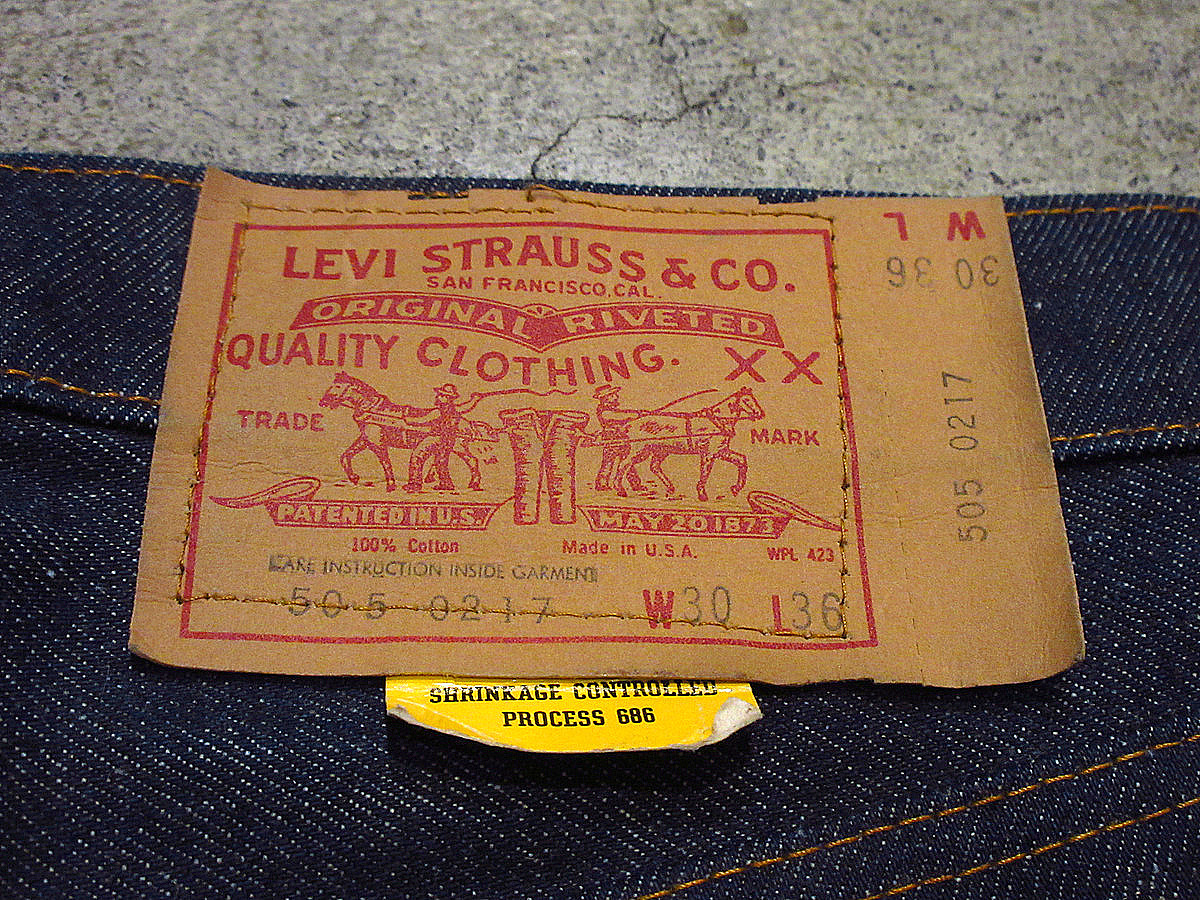 LEVI STRAUSS & CO.
SAN FRANCISCO, CAL.
ORIGINAL RIVETED
QUALITY CLOTHING. XX
TRADE MARK
PATENTED IN U.S. MAY 20 1873
100% Cotton Made in U.S.A. WPL 423
CARE INSTRUCTION INSIDE GARMENT
505 0217 W30 L36
W L
30 36
505 0217
SHRINKAGE CONTROLLED
PROCESS 686